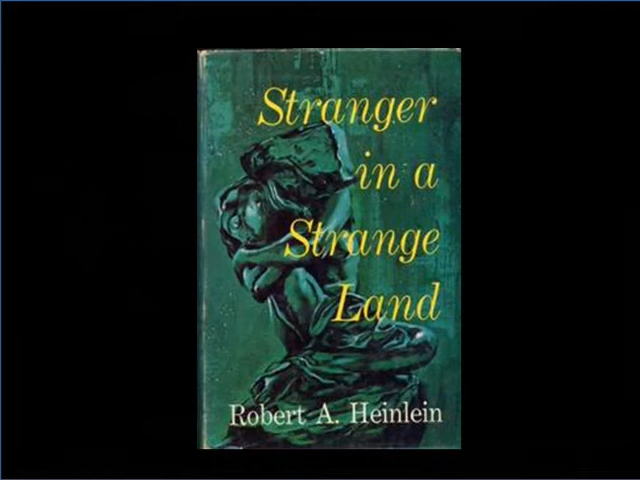 Stranger
in a
Strange
Land
Robert A. Heinlein